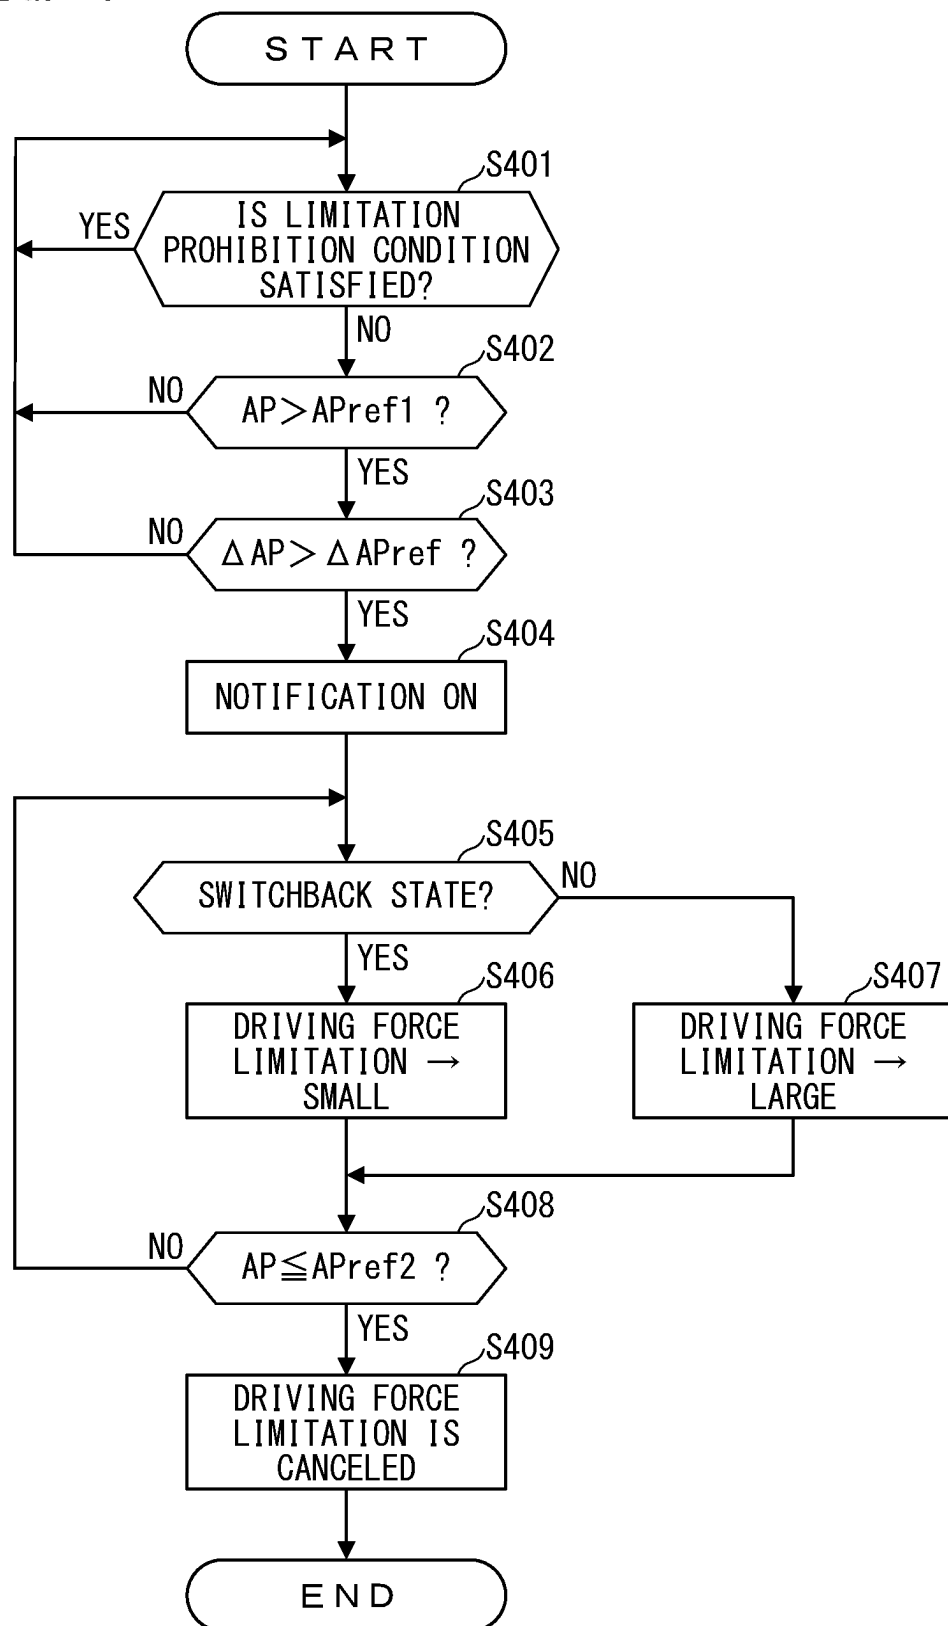 START
S401
IS LIMITATION
PROHIBITION CONDITION
SATISFIED?
YES
NO
S402
AP>APref1 ?
NO
YES
S403
ΔAP>ΔAPref ?
NO
YES
S404
NOTIFICATION ON
S405
SWITCHBACK STATE?
NO
YES
S406
DRIVING FORCE
LIMITATION →
SMALL
S407
DRIVING FORCE
LIMITATION →
LARGE
S408
AP≦APref2 ?
NO
YES
S409
DRIVING FORCE
LIMITATION IS
CANCELED
END